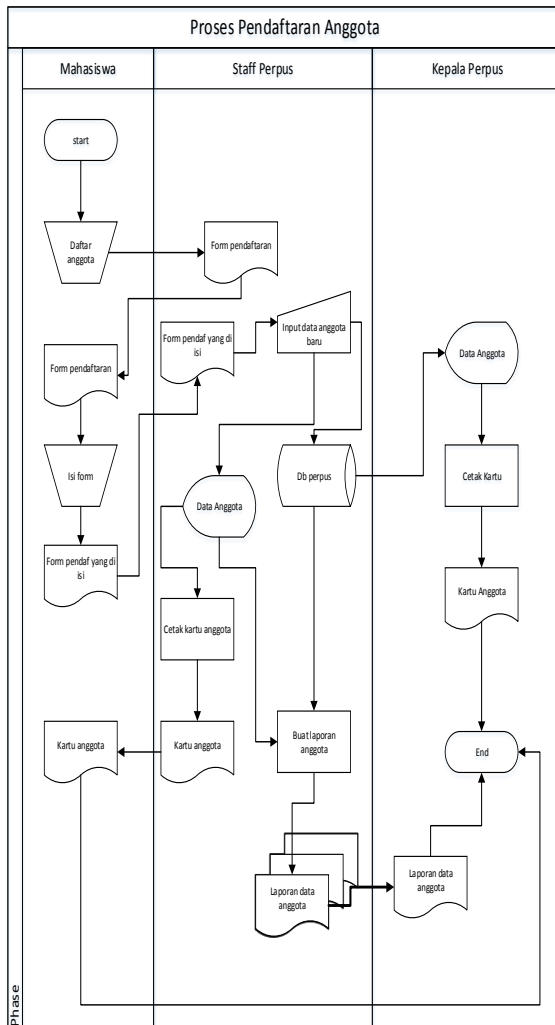 Proses Pendaftaran Anggota
Mahasiswa
Staff Perpus
Kepala Perpus
start
Daftar
anggota
Form pendaftaran
Form pendaf yang di
isi
Input data anggota
baru
Data Anggota
Form pendaftaran
Isi form
Data Anggota
Db perpus
Cetak Kartu
Form pendaf yang di
isi
Cetak kartu anggota
Kartu Anggota
Kartu anggota
Kartu anggota
Buat laporan
anggota
End
Laporan data
anggota
Laporan data
anggota
Phase